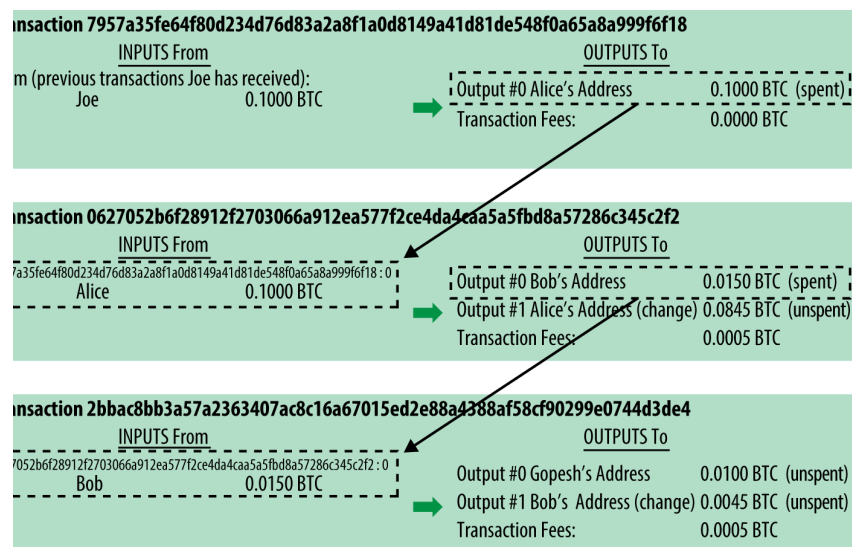 nsaction 7957a35fe64f80d234d76d83a2a8f1a0d8149a41d81de548f0a65a8a999f6f18
INPUTS From
OUTPUTS To
m (previous transactions Joe has received):
Joe 0.1000 BTC
Output #0 Alice's Address 0.1000 BTC (spent)
Transaction Fees: 0.0000 BTC
nsaction 0627052b6f28912f2703066a912ea577f2ce4da4caa5a5fbd8a57286c345c2f2
INPUTS From
OUTPUTS To
7a35fe64f80d234d76d83a2a8f1a0d8149a41d81de548f0a65a8a999f6f18 : 0
Alice 0.1000 BTC
Output #0 Bob's Address 0.0150 BTC (spent)
Output #1 Alice's Address (change) 0.0845 BTC (unspent)
Transaction Fees: 0.0005 BTC
nsaction 2bbac8bb3a57a2363407ac8c16a67015ed2e88a4388af58cf90299e0744d3de4
INPUTS From
OUTPUTS To
7052b6f28912f2703066a912ea577f2ce4da4caa5a5fbd8a57286c345c2f2 : 0
Bob 0.0150 BTC
Output #0 Gopesh's Address 0.0100 BTC (unspent)
Output #1 Bob's Address (change) 0.0045 BTC (unspent)
Transaction Fees: 0.0005 BTC